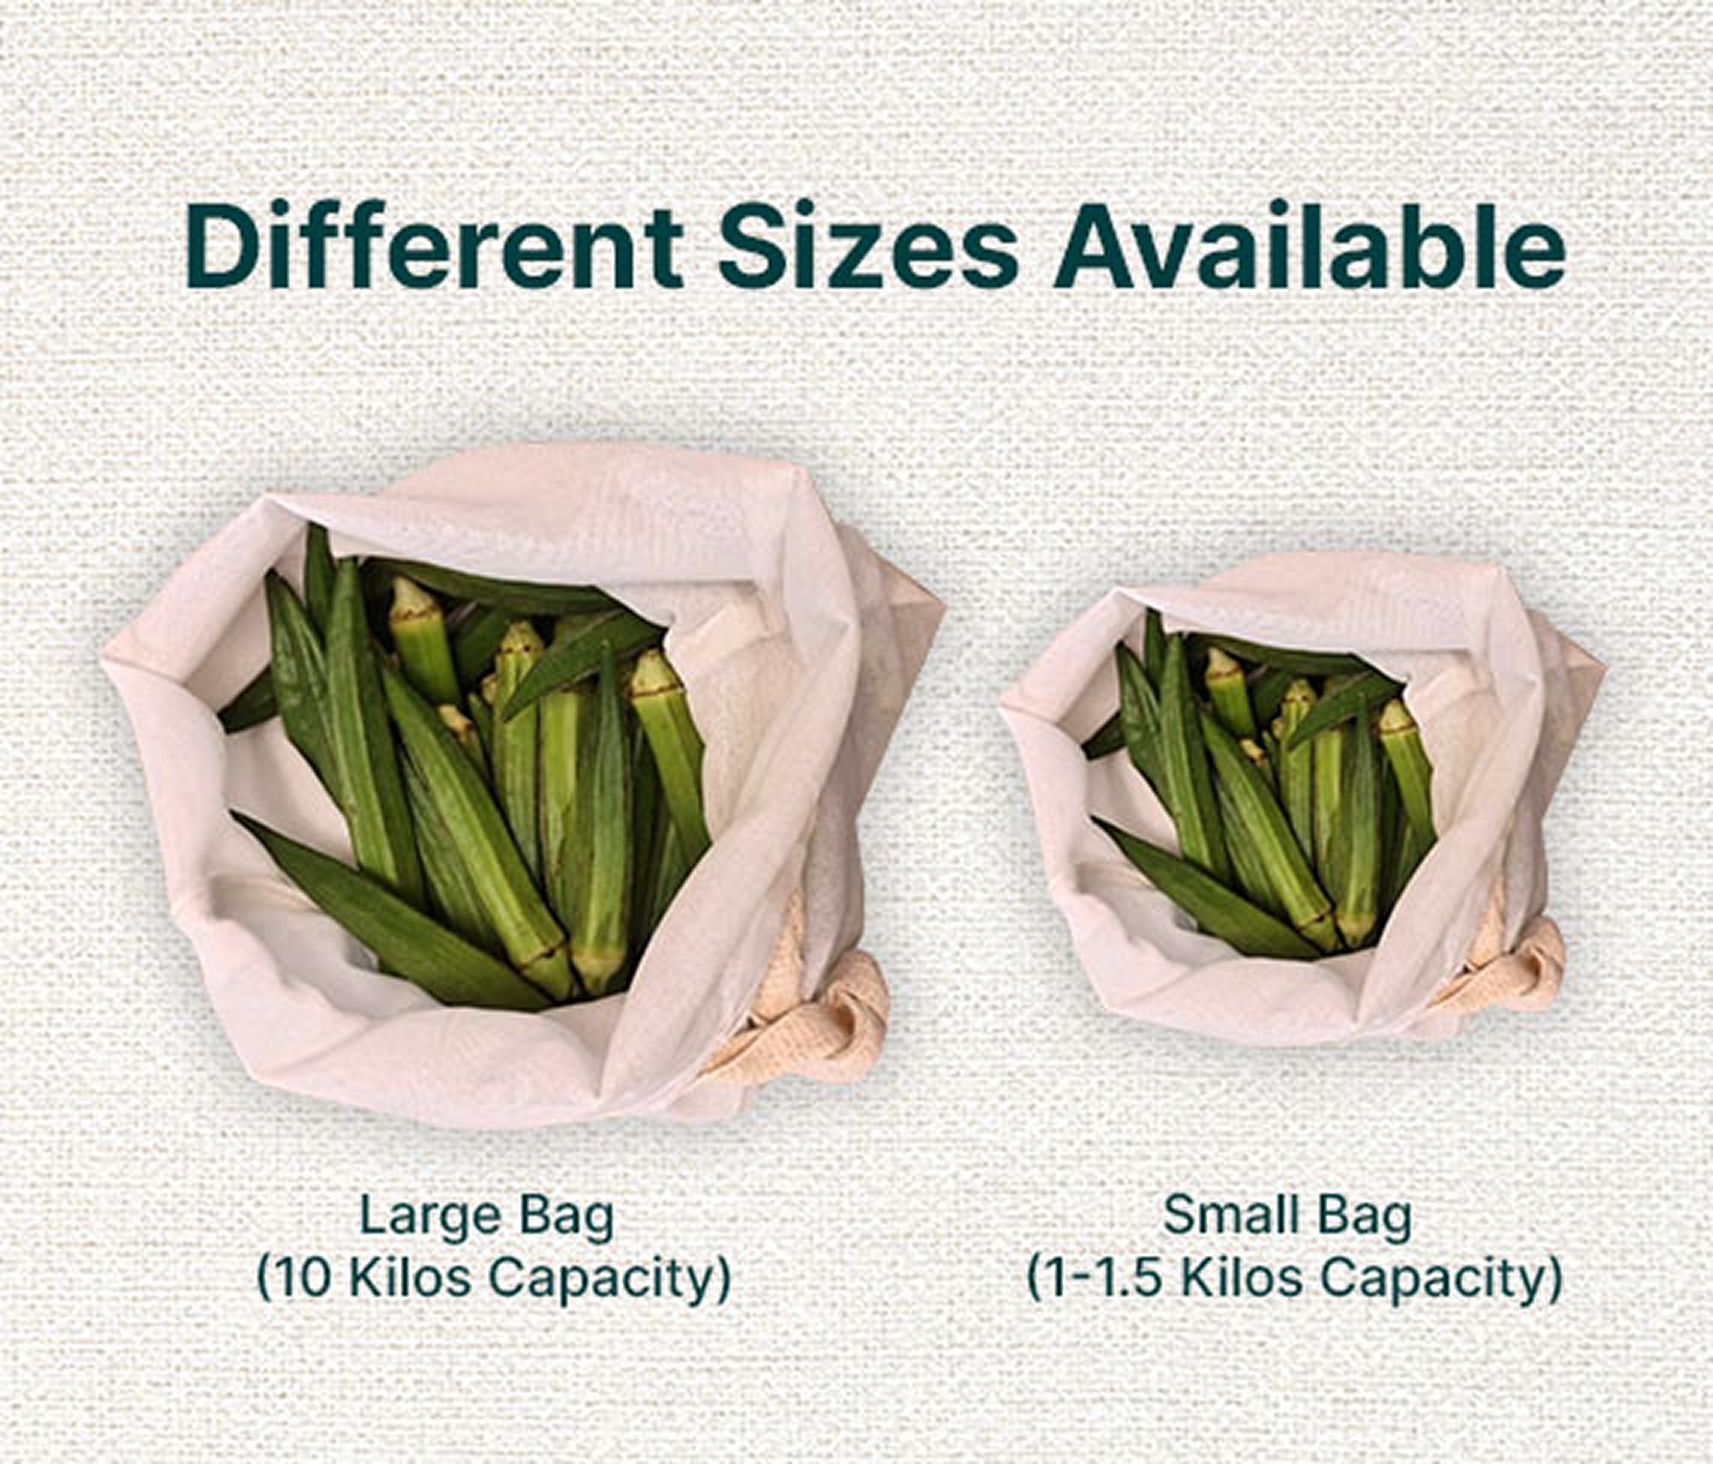 Different Sizes Available
Large Bag
(10 Kilos Capacity)
Small Bag
(1-1.5 Kilos Capacity)